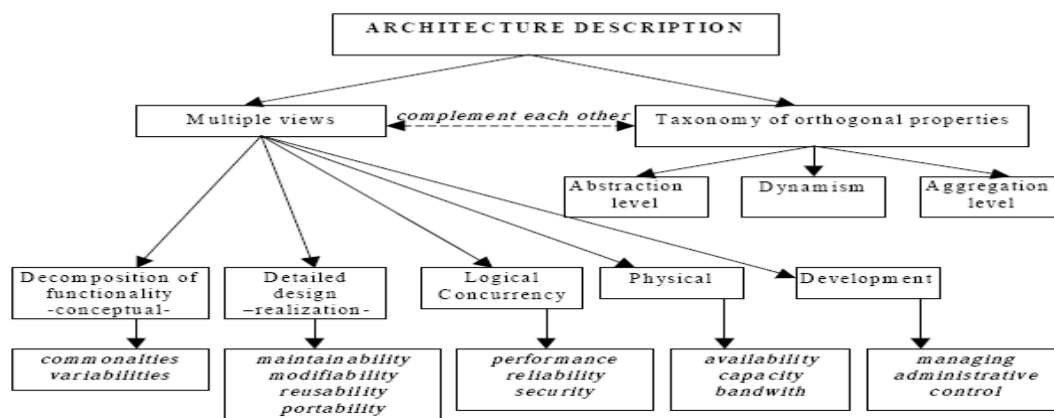 ARCHITECTURE DESCRIPTION
Multiple views
complement each other
Taxonomy of orthogonal properties
Abstraction
level
Dynamism
Aggregation
level
Decomposition of
functionality
-conceptual-
Detailed
design
–realization-
Logical
Concurrency
Physical
Development
commonalties
variabilities
maintainability
modifiability
reusability
portability
performance
reliability
security
availability
capacity
bandwith
managing
administrative
control